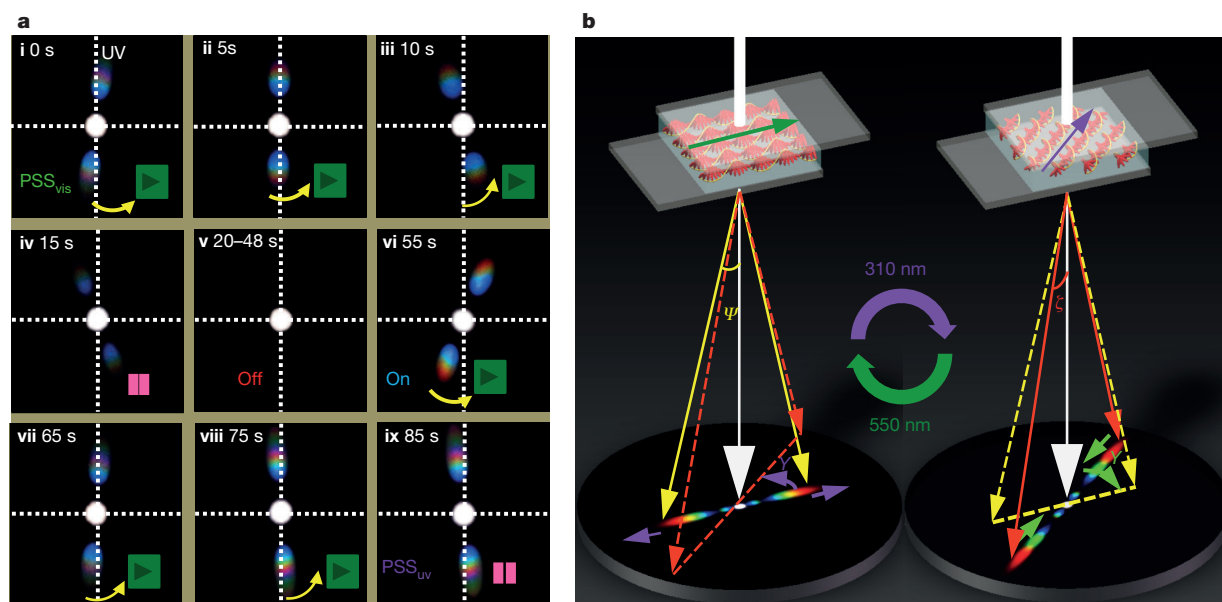 a
i 0 s
UV
PSSvis
ii 5s
iii 10 s
iv 15 s
v 20–48 s
Off
vi 55 s
On
vii 65 s
viii 75 s
ix 85 s
PSSuv
b
310 nm
550 nm
Ψ
ζ
γ
γ